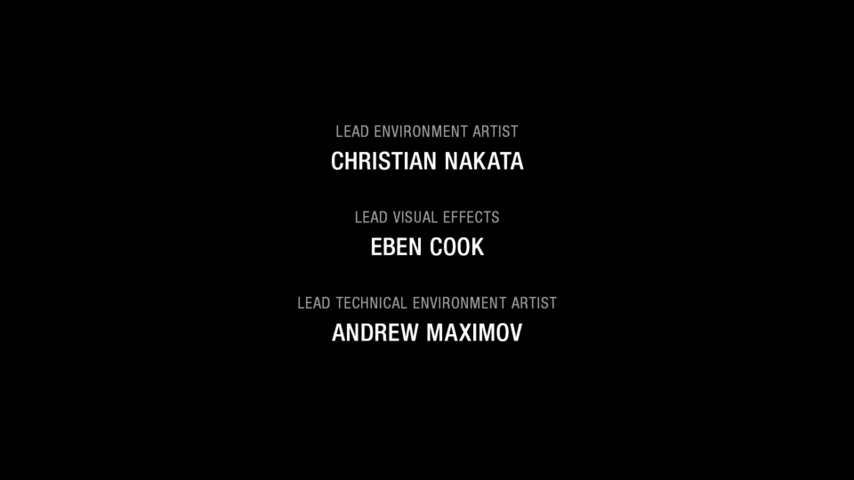 LEAD ENVIRONMENT ARTIST
CHRISTIAN NAKATA
LEAD VISUAL EFFECTS
EBEN COOK
LEAD TECHNICAL ENVIRONMENT ARTIST
ANDREW MAXIMOV